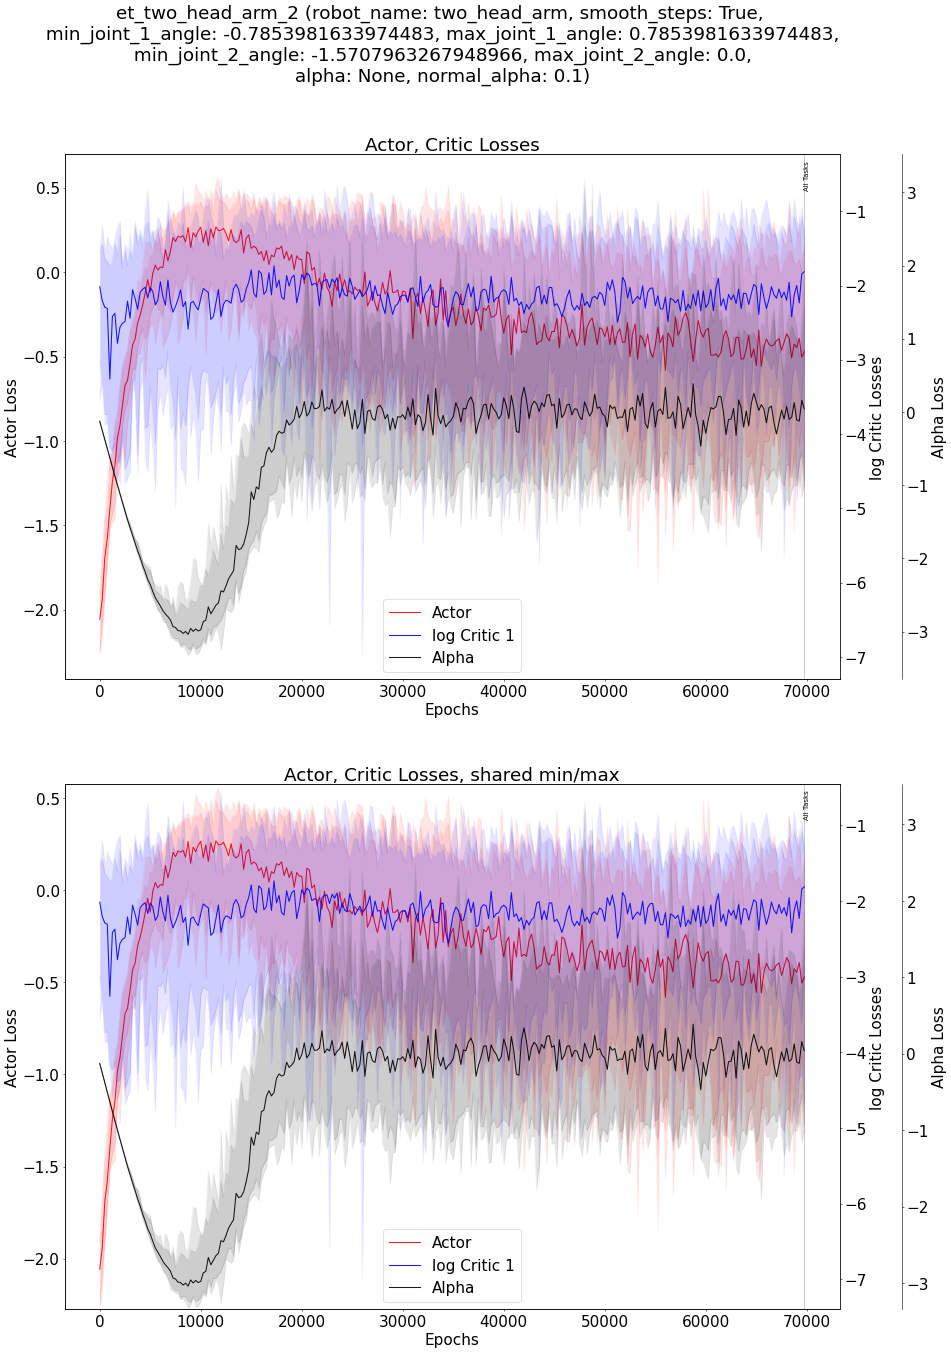 et_two_head_arm_2 (robot_name: two_head_arm, smooth_steps: True,
min_joint_1_angle: -0.7853981633974483, max_joint_1_angle: 0.7853981633974483,
min_joint_2_angle: -1.5707963267948966, max_joint_2_angle: 0.0,
alpha: None, normal_alpha: 0.1)
Actor, Critic Losses
All Tasks
0.5
0.0
−0.5
−1.0
−1.5
−2.0
Actor Loss
−1
−2
−3
−4
−5
−6
−7
log Critic Losses
3
2
1
0
−1
−2
−3
Alpha Loss
Actor
log Critic 1
Alpha
0
10000
20000
30000
40000
50000
60000
70000
Epochs
Actor, Critic Losses, shared min/max
All Tasks
0.5
0.0
−0.5
−1.0
−1.5
−2.0
Actor Loss
−1
−2
−3
−4
−5
−6
−7
log Critic Losses
3
2
1
0
−1
−2
−3
Alpha Loss
Actor
log Critic 1
Alpha
0
10000
20000
30000
40000
50000
60000
70000
Epochs